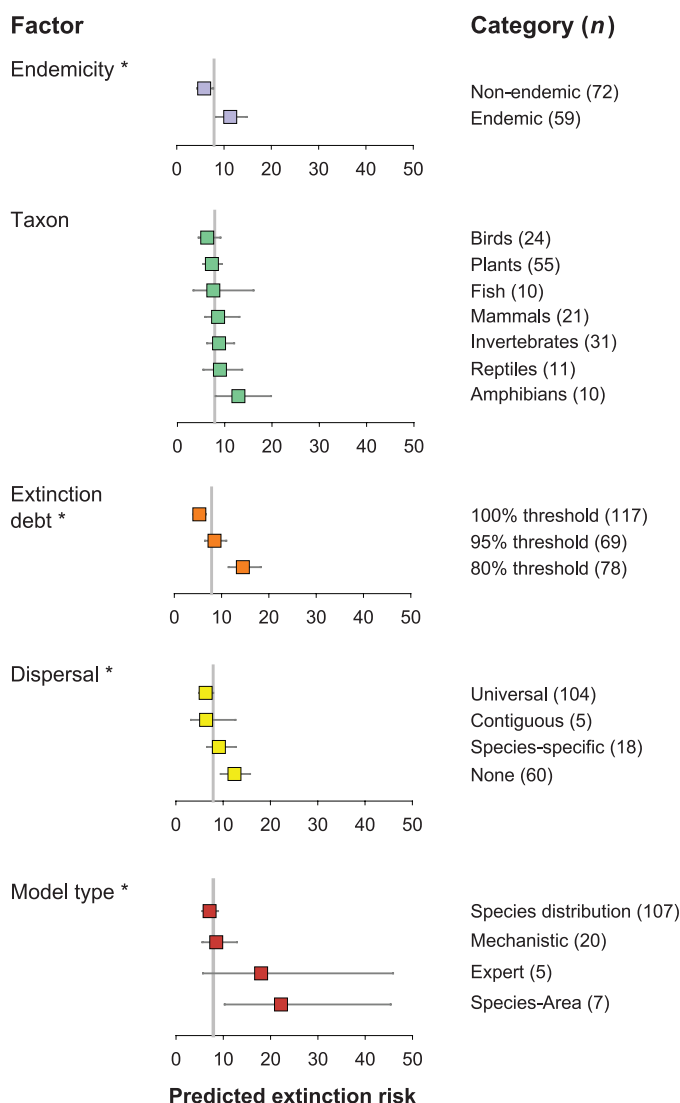 Factor Category (n)
Endemicity *
Non-endemic (72)
Endemic (59)
0 10 20 30 40 50
Taxon
Birds (24)
Plants (55)
Fish (10)
Mammals (21)
Invertebrates (31)
Reptiles (11)
Amphibians (10)
0 10 20 30 40 50
Extinction
debt *
100% threshold (117)
95% threshold (69)
80% threshold (78)
0 10 20 30 40 50
Dispersal *
Universal (104)
Contiguous (5)
Species-specific (18)
None (60)
0 10 20 30 40 50
Model type *
Species distribution (107)
Mechanistic (20)
Expert (5)
Species-Area (7)
0 10 20 30 40 50
Predicted extinction risk